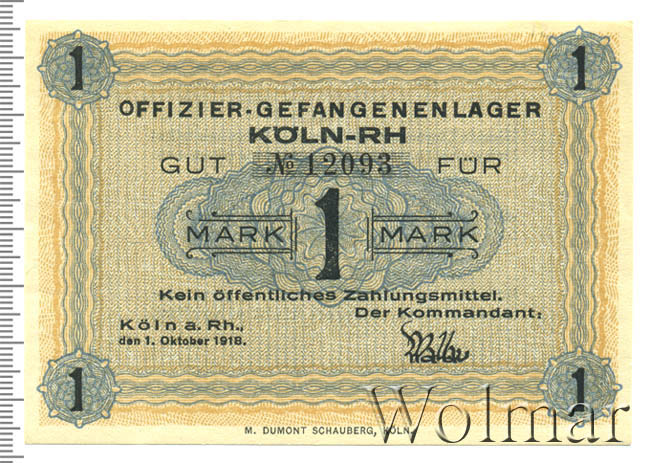 1 1
OFFIZIER-GEFANGENENLAGER
KÖLN-RH
GUT № 12093 FÜR
MARK 1 MARK
Kein öffentliches Zahlungsmittel.
Der Kommandant:
Köln a. Rh.,
den 1. Oktober 1918.
1 1
M. DUMONT SCHAUBERG, KÖLN.
Wolmar